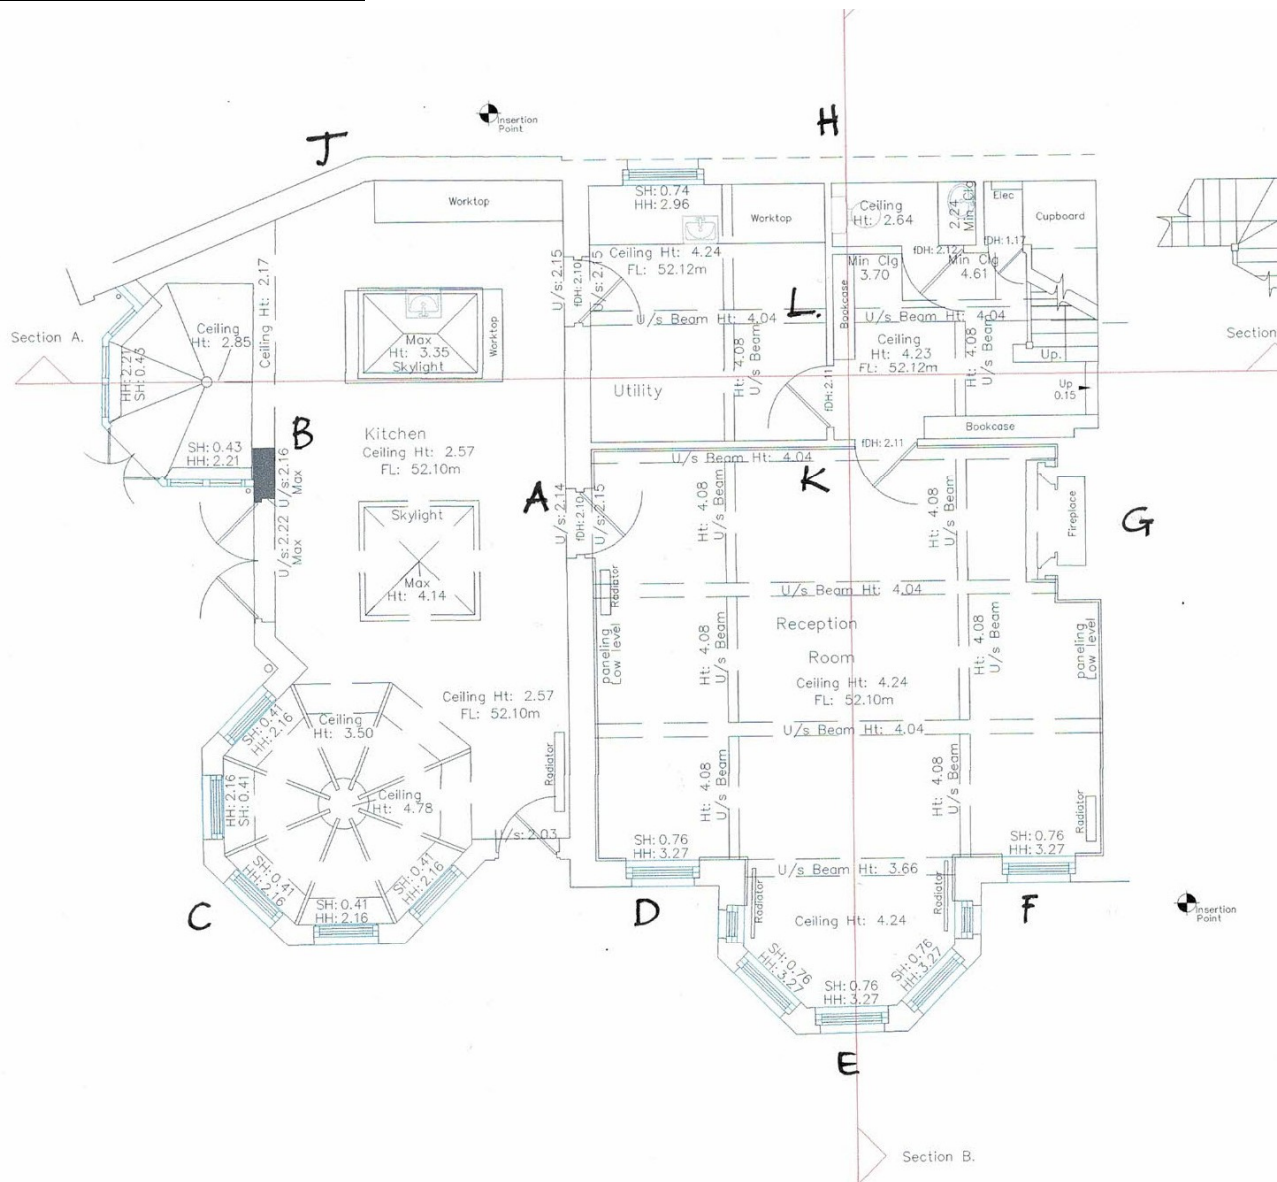 J
H
Insertion
Point
Worktop
SH: 0.74
HH: 2.96
Worktop
Ceiling
Ht: 2.64
2.24
Min Clg
Elec
Cupboard
fDH: 2.12
fDH: 1.17
Ceiling Ht: 4.24
FL: 52.12m
Min Clg
3.70
Min Clg
4.61
U/s: 2.15
fDH: 2.10
U/s: 2.15
Ceiling Ht: 2.17
Ceiling
Ht: 2.85
Section A.
HH: 2.21
SH: 0.43
Max
Ht: 3.35
Skylight
Worktop
L.
Bookcase
U/s Beam Ht: 4.04
U/s Beam Ht: 4.04
Ht: 4.08
U/s Beam
Ceiling
Ht: 4.23
FL: 52.12m
Ht: 4.08
U/s Beam
Up.
Up
0.15
Section
Utility
fDH: 2.11
Bookcase
fDH: 2.11
B
Kitchen
Ceiling Ht: 2.57
FL: 52.10m
SH: 0.43
HH: 2.21
U/s: 2.16
Max
U/s: 2.22
Max
U/s Beam Ht: 4.04
K
A
U/s: 2.14
fDH: 2.10
U/s: 2.15
Skylight
Max
Ht: 4.14
Ht: 4.08
U/s Beam
Ht: 4.08
U/s Beam
Fireplace
G
Radiator
U/s Beam Ht: 4.04
paneling
Low level
Ht: 4.08
U/s Beam
Reception
Room
Ceiling Ht: 4.24
FL: 52.10m
Ht: 4.08
U/s Beam
paneling
Low level
Ceiling Ht: 2.57
FL: 52.10m
SH: 0.41
HH: 2.16
Ceiling
Ht: 3.50
U/s Beam Ht: 4.04
Radiator
Ht: 4.08
U/s Beam
Ht: 4.08
U/s Beam
Radiator
HH: 2.16
SH: 0.41
Ceiling
Ht: 4.78
U/s: 2.03
SH: 0.76
HH: 3.27
SH: 0.76
HH: 3.27
U/s Beam Ht: 3.66
SH: 0.41
HH: 2.16
SH: 0.41
HH: 2.16
SH: 0.41
HH: 2.16
C
D
Radiator
Radiator
Ceiling Ht: 4.24
F
Insertion
Point
SH: 0.76
HH: 3.27
SH: 0.76
HH: 3.27
SH: 0.76
HH: 3.27
E
Section B.